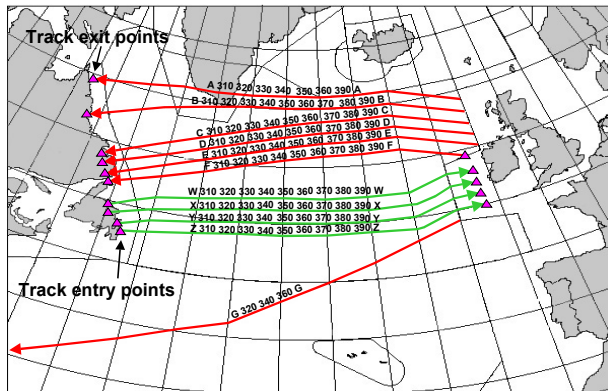 Track exit points
A 310 320 330 340 350 360 390 A
B 310 320 330 340 350 360 370 380 390 B
C 310 320 330 340 350 360 370 380 390 C
D 310 320 330 340 350 360 370 380 390 D
E 310 320 330 340 350 360 370 380 390 E
F 310 320 330 340 350 360 370 380 390 F
W 310 320 330 340 350 360 370 380 390 W
X 310 320 330 340 350 360 370 380 390 X
Y 310 320 330 340 350 360 370 380 390 Y
Z 310 320 330 340 350 360 370 380 390 Z
Track entry points
G 320 340 360 G